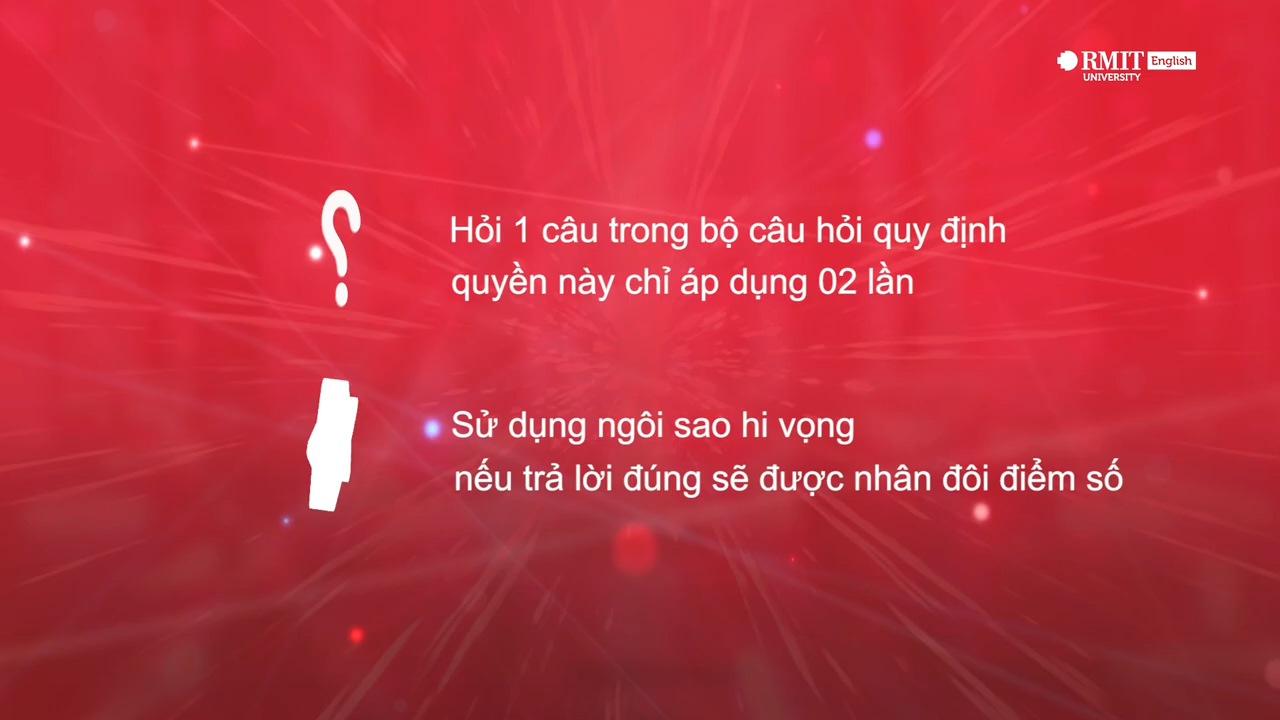 RMIT English
UNIVERSITY
?
Hỏi 1 câu trong bộ câu hỏi quy định
quyền này chỉ áp dụng 02 lần
Sử dụng ngôi sao hi vọng
nếu trả lời đúng sẽ được nhân đôi điểm số